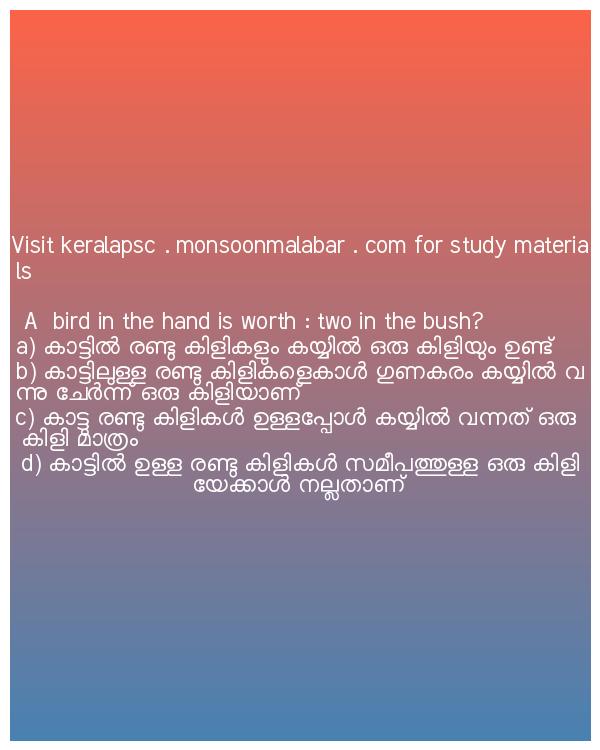 Visit keralapsc . monsoonmalabar . com for study materia
ls
A bird in the hand is worth : two in the bush?
a) കാട്ടിൽ രണ്ടു കിളികളും കയ്യിൽ ഒരു കിളിയും ഉണ്ട്
b) കാട്ടിലുള്ള രണ്ടു കിളികളെകാൾ ഗുണകരം കയ്യിൽ വ
ന്നു ചേർന്ന് ഒരു കിളിയാണ്
c) കാട്ടു രണ്ടു കിളികൾ ഉള്ളപ്പോൾ കയ്യിൽ വന്നത് ഒരു
കിളി മാത്രം
d) കാട്ടിൽ ഉള്ള രണ്ടു കിളികൾ സമീപത്തുള്ള ഒരു കിളി
യേക്കാൾ നല്ലതാണ്